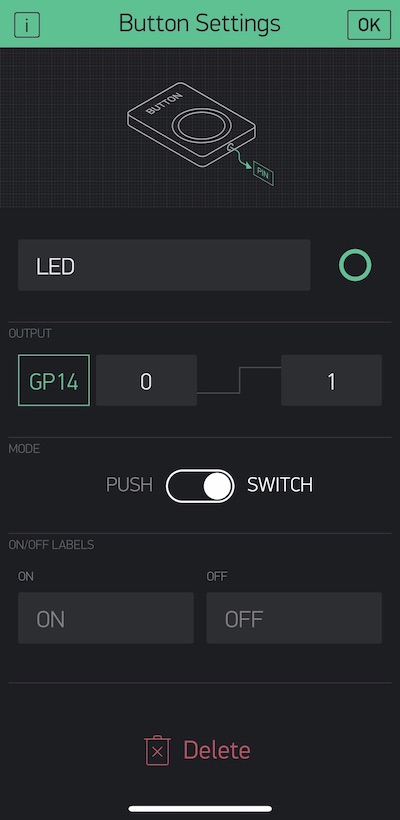 i
Button Settings
OK
BUTTON
PIN
LED
OUTPUT
GP14
0
1
MODE
PUSH
SWITCH
ON/OFF LABELS
ON
OFF
ON
OFF
Delete